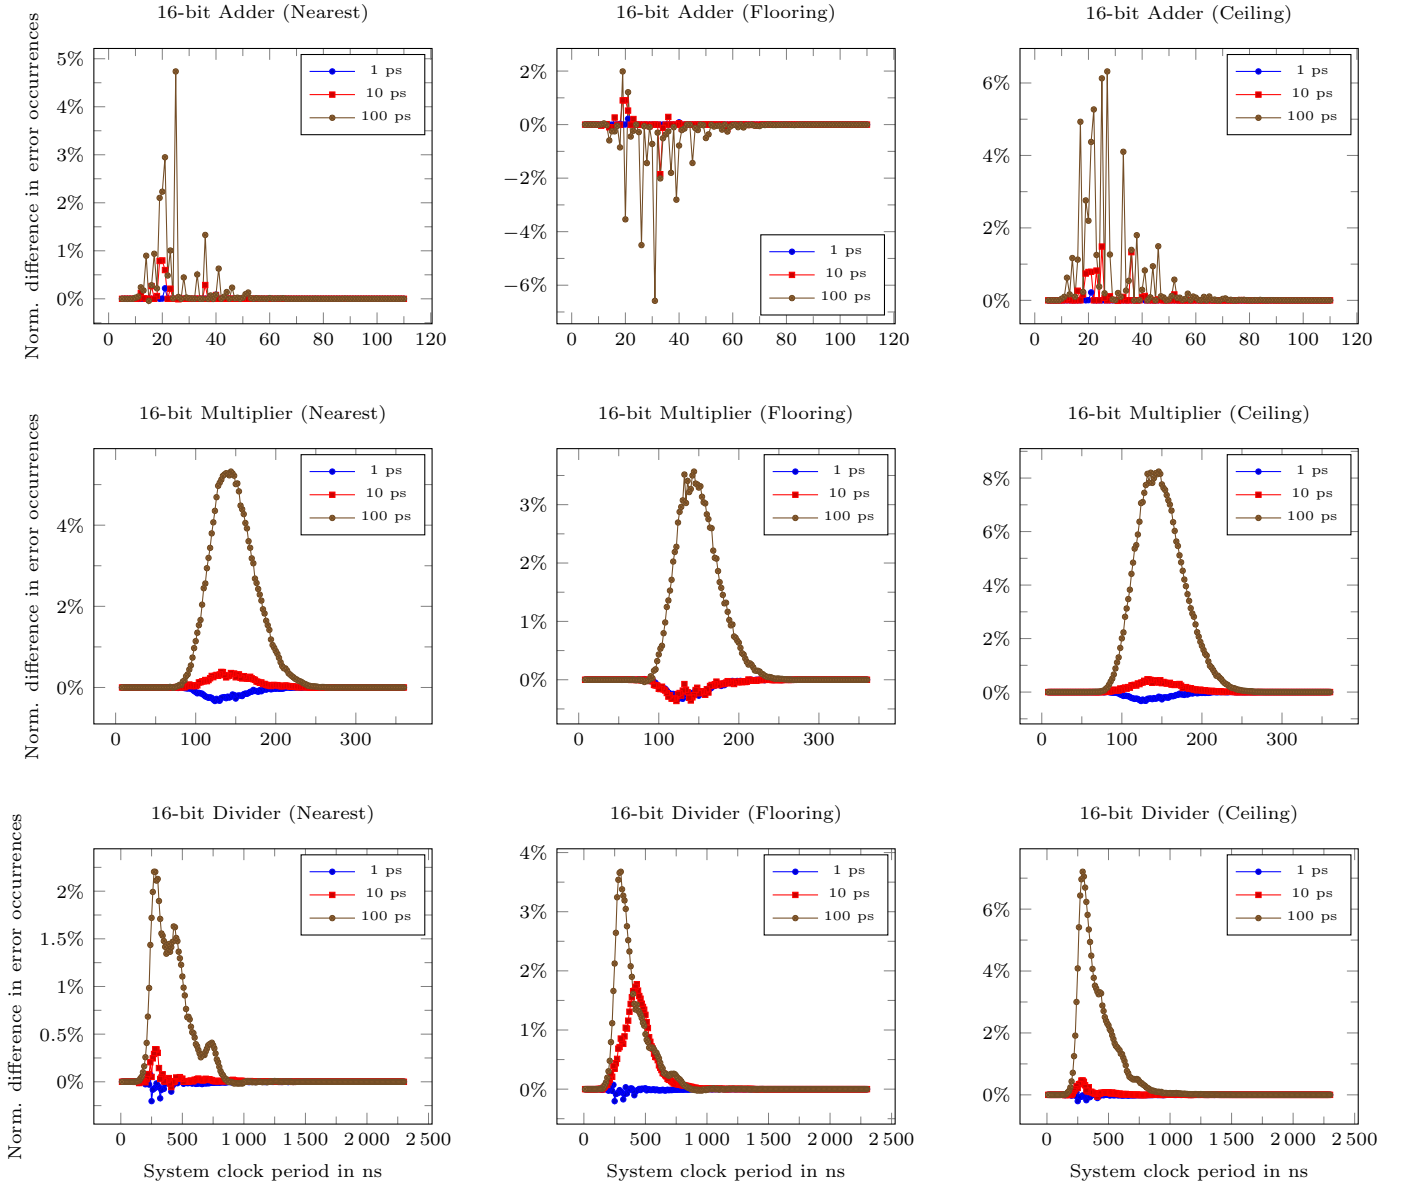 16-bit Adder (Nearest)
16-bit Adder (Flooring)
16-bit Adder (Ceiling)
Norm. difference in error occurrences
5%
4%
3%
2%
1%
0%
0 20 40 60 80 100 120
1 ps
10 ps
100 ps
2%
0%
−2%
−4%
−6%
0 20 40 60 80 100 120
1 ps
10 ps
100 ps
6%
4%
2%
0%
0 20 40 60 80 100 120
1 ps
10 ps
100 ps
16-bit Multiplier (Nearest)
16-bit Multiplier (Flooring)
16-bit Multiplier (Ceiling)
Norm. difference in error occurrences
4%
2%
0%
0 100 200 300
1 ps
10 ps
100 ps
3%
2%
1%
0%
0 100 200 300
1 ps
10 ps
100 ps
8%
6%
4%
2%
0%
0 100 200 300
1 ps
10 ps
100 ps
16-bit Divider (Nearest)
16-bit Divider (Flooring)
16-bit Divider (Ceiling)
Norm. difference in error occurrences
2%
1.5%
1%
0.5%
0%
0 500 1 000 1 500 2 000 2 500
1 ps
10 ps
100 ps
4%
3%
2%
1%
0%
0 500 1 000 1 500 2 000 2 500
1 ps
10 ps
100 ps
6%
4%
2%
0%
0 500 1 000 1 500 2 000 2 500
1 ps
10 ps
100 ps
System clock period in ns
System clock period in ns
System clock period in ns